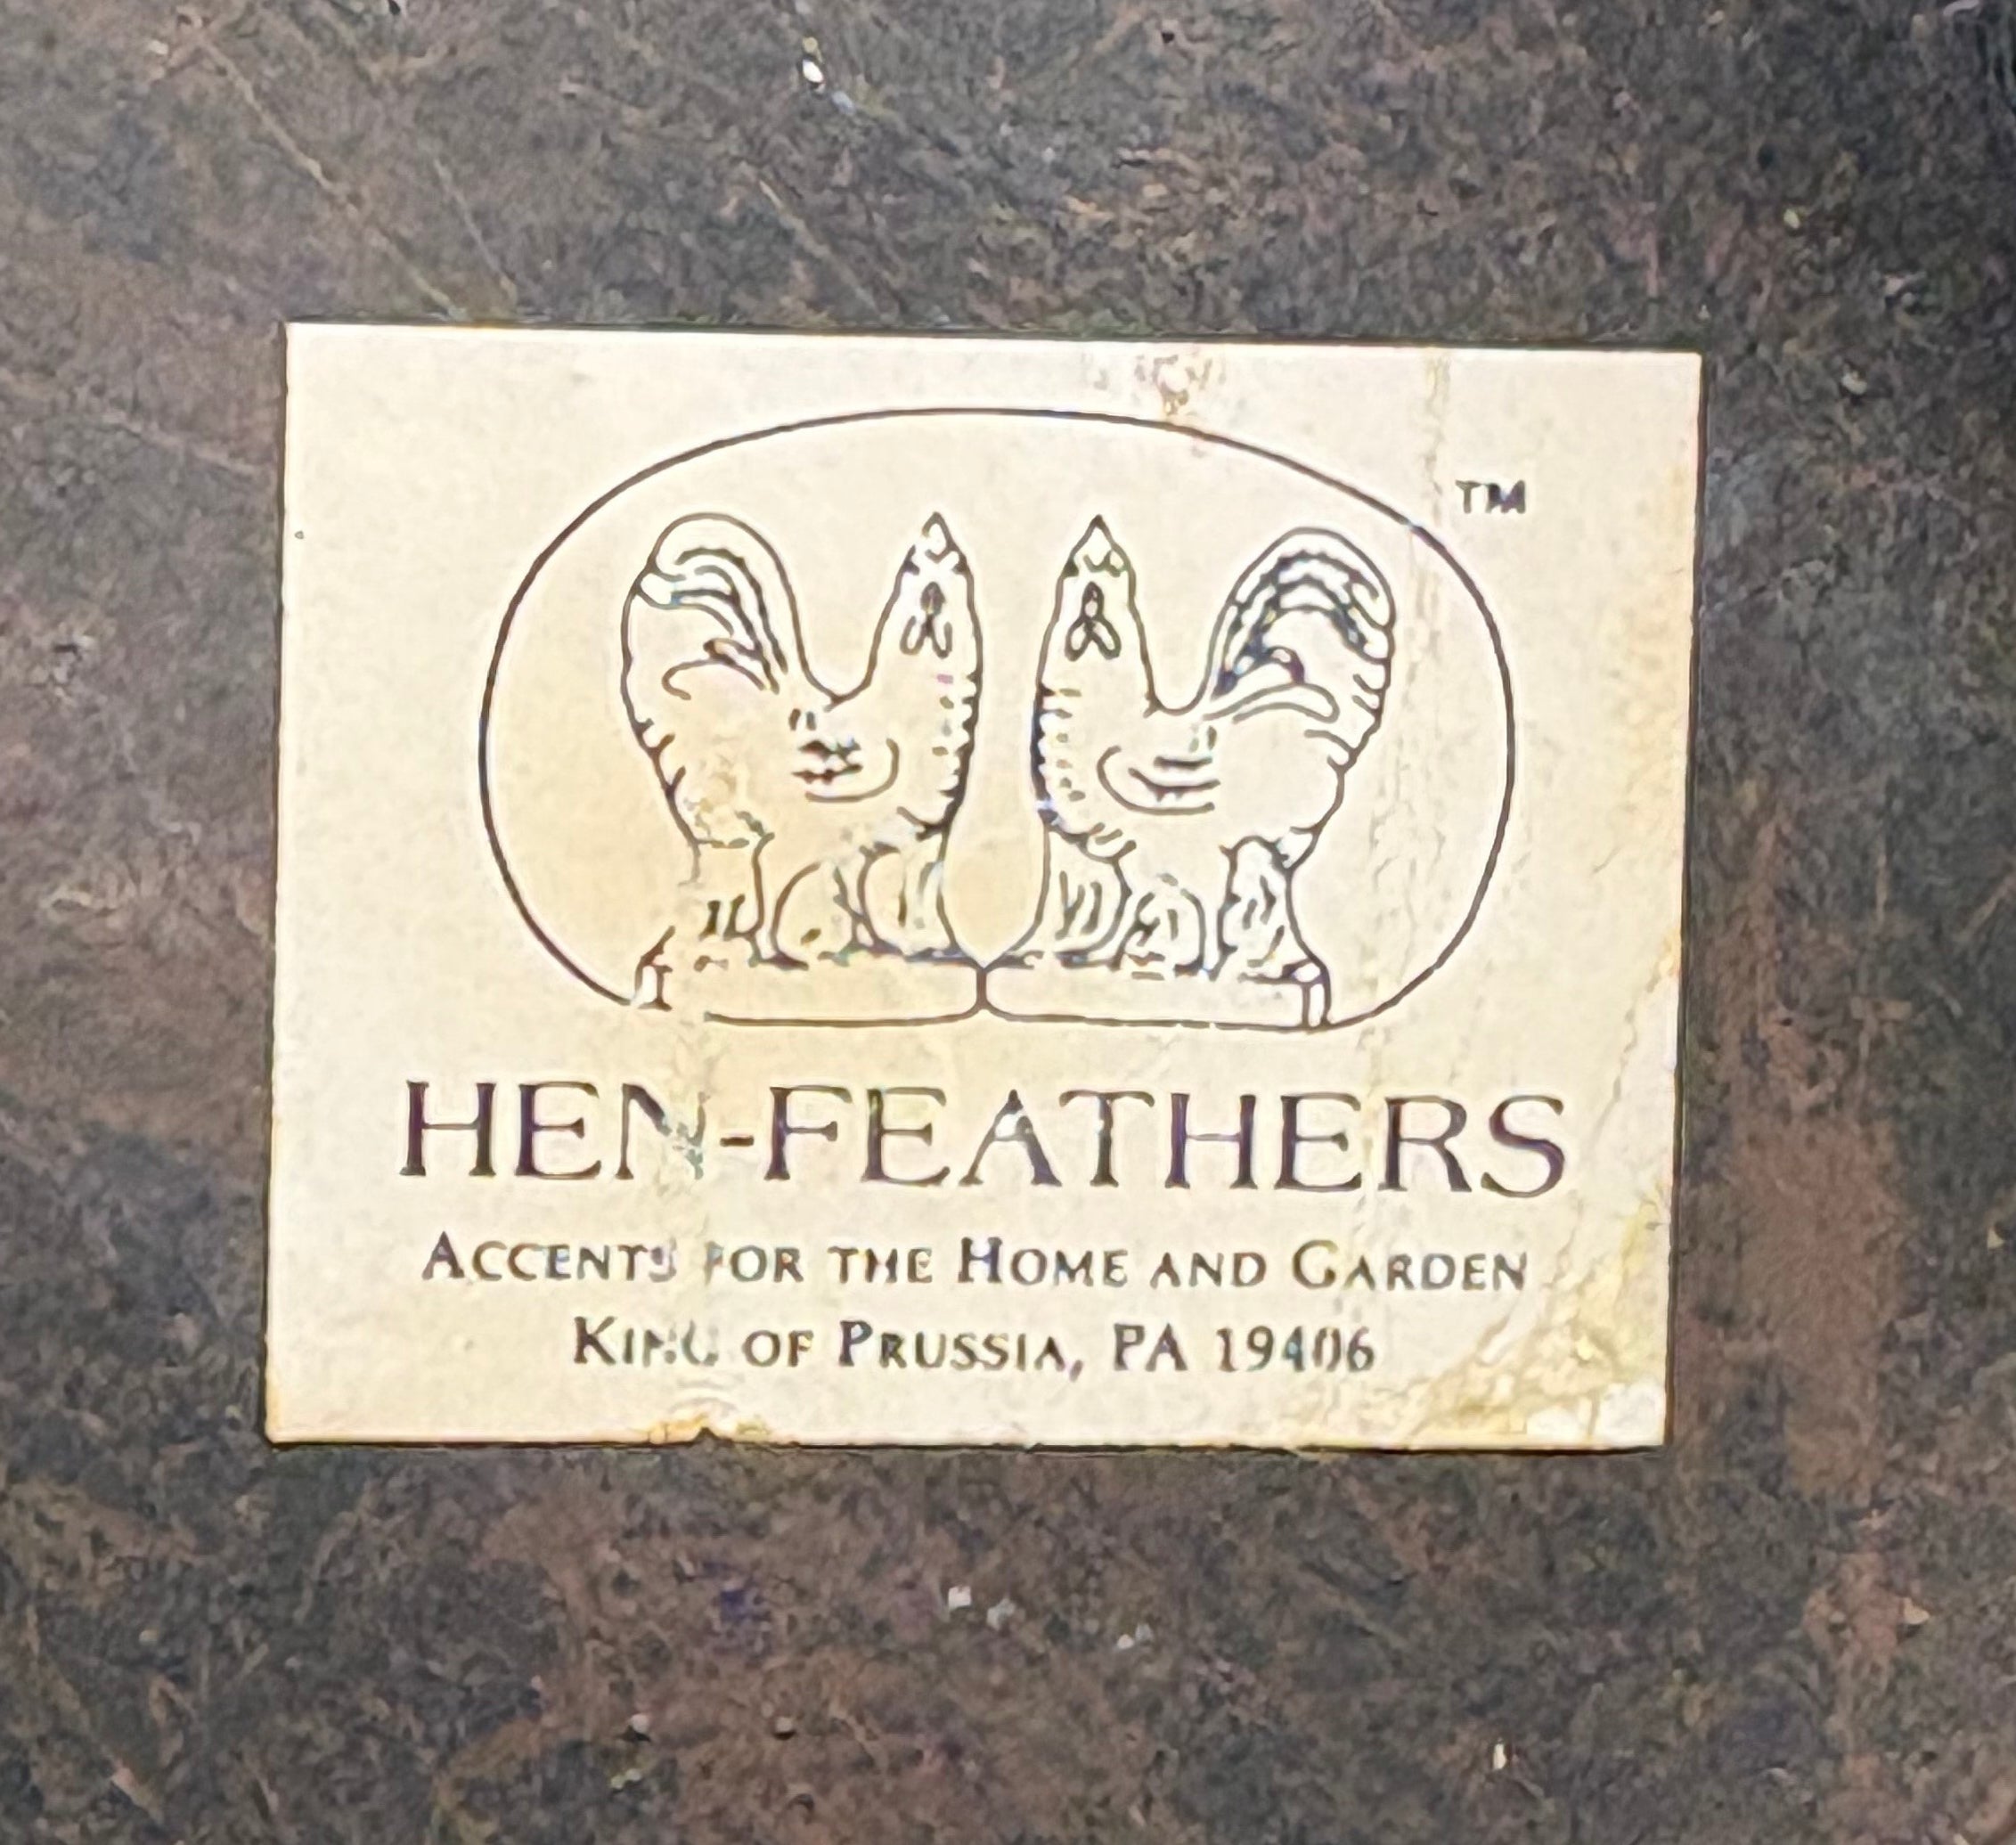 TM
HEN-FEATHERS
ACCENTS FOR THE HOME AND GARDEN
KING OF PRUSSIA, PA 19406